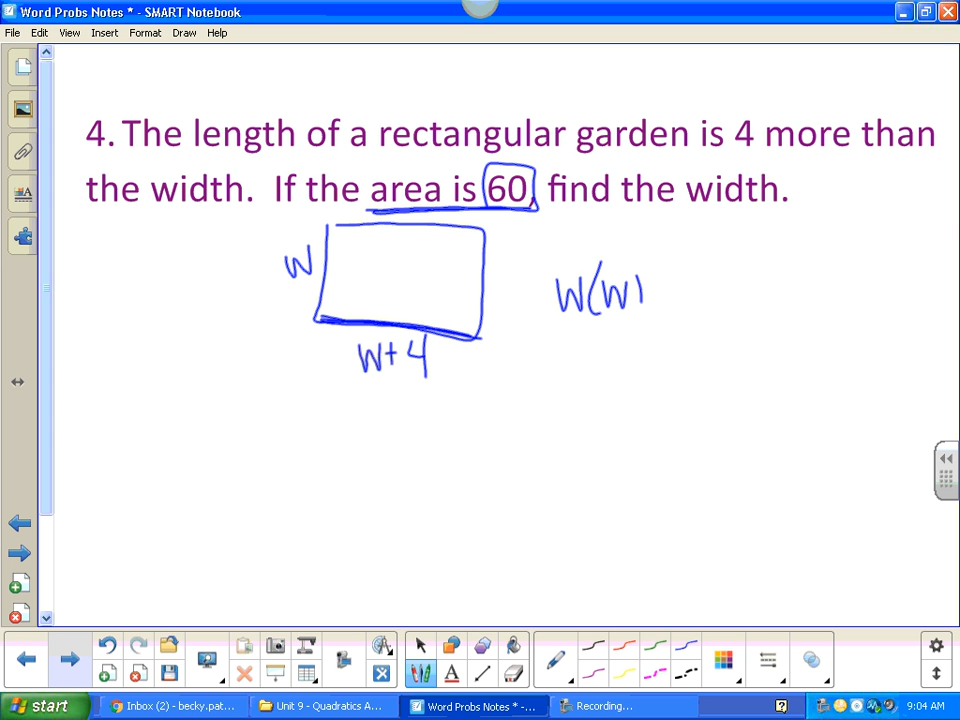 Word Probs Notes * - SMART Notebook
File Edit View Insert Format Draw Help
4. The length of a rectangular garden is 4 more than
the width. If the area is 60, find the width.
W
W(W)
W+4
A
start
Inbox (2) - becky.pat...
Unit 9 - Quadratics A...
Word Probs Notes * -...
Recording...
?
9:04 AM